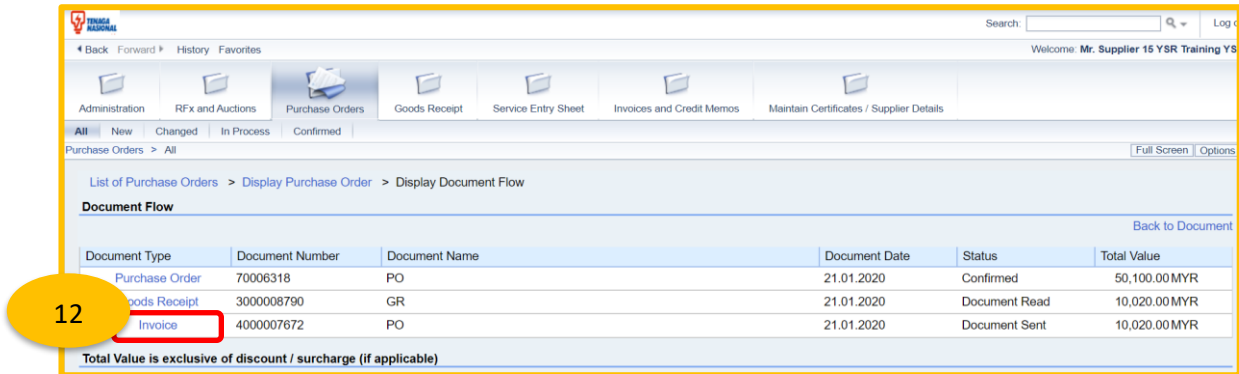 TENAGA
NASIONAL
Search:
Log
Back Forward History Favorites
Welcome: Mr. Supplier 15 YSR Training YS
Administration RFx and Auctions Purchase Orders Goods Receipt Service Entry Sheet Invoices and Credit Memos Maintain Certificates / Supplier Details
All New Changed In Process Confirmed
Purchase Orders > All Full Screen Options
List of Purchase Orders > Display Purchase Order > Display Document Flow
Document Flow
Back to Document
Document Type Document Number Document Name Document Date Status Total Value
Purchase Order 70006318 PO 21.01.2020 Confirmed 50,100.00 MYR
oods Receipt 3000008790 GR 21.01.2020 Document Read 10,020.00 MYR
12
Invoice 4000007672 PO 21.01.2020 Document Sent 10,020.00 MYR
Total Value is exclusive of discount / surcharge (if applicable)